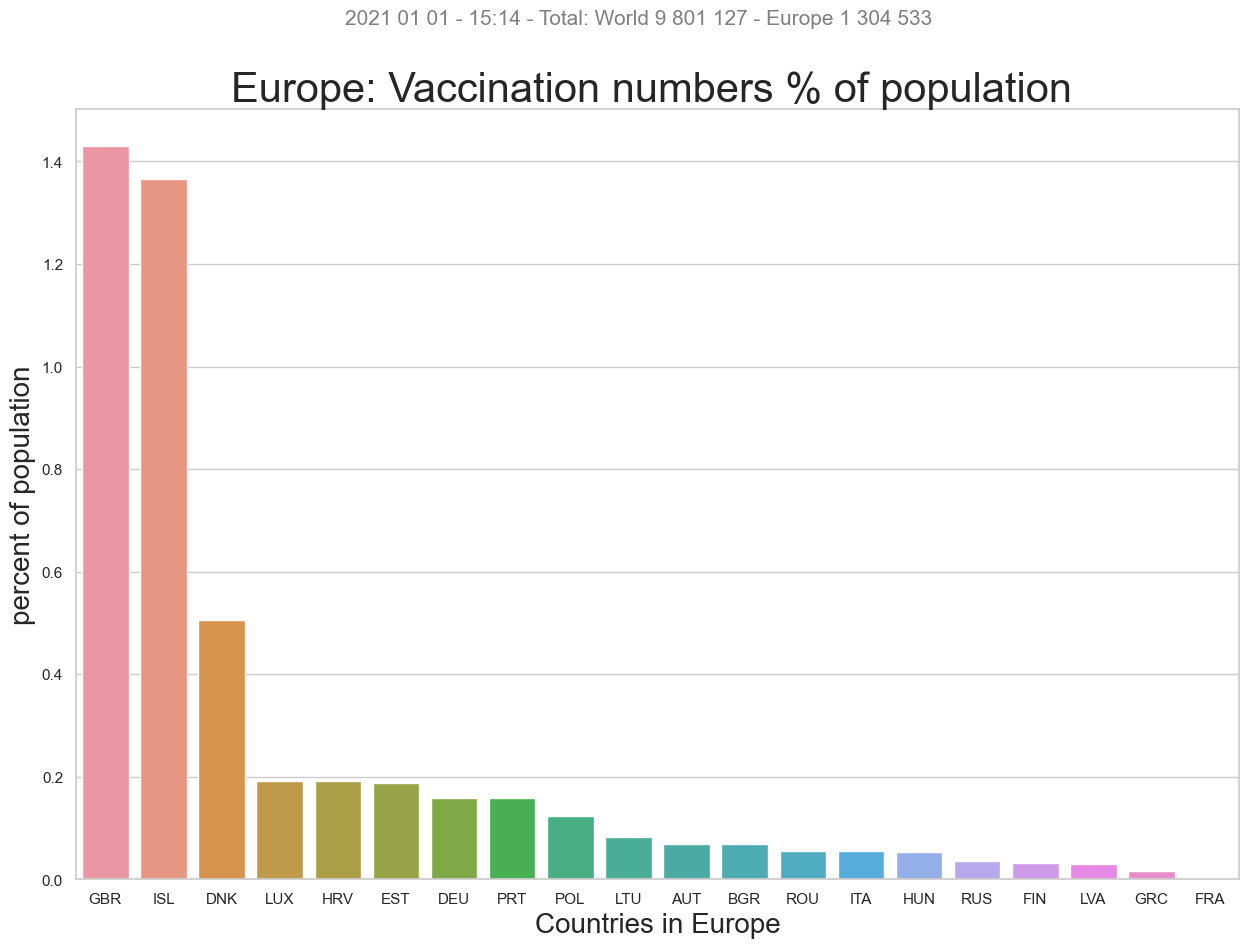 2021 01 01 - 15:14 - Total: World 9 801 127 - Europe 1 304 533
Europe: Vaccination numbers % of population
percent of population
1.4
1.2
1.0
0.8
0.6
0.4
0.2
0.0
GBR ISL DNK LUX HRV EST DEU PRT POL LTU AUT BGR ROU ITA HUN RUS FIN LVA GRC FRA
Countries in Europe